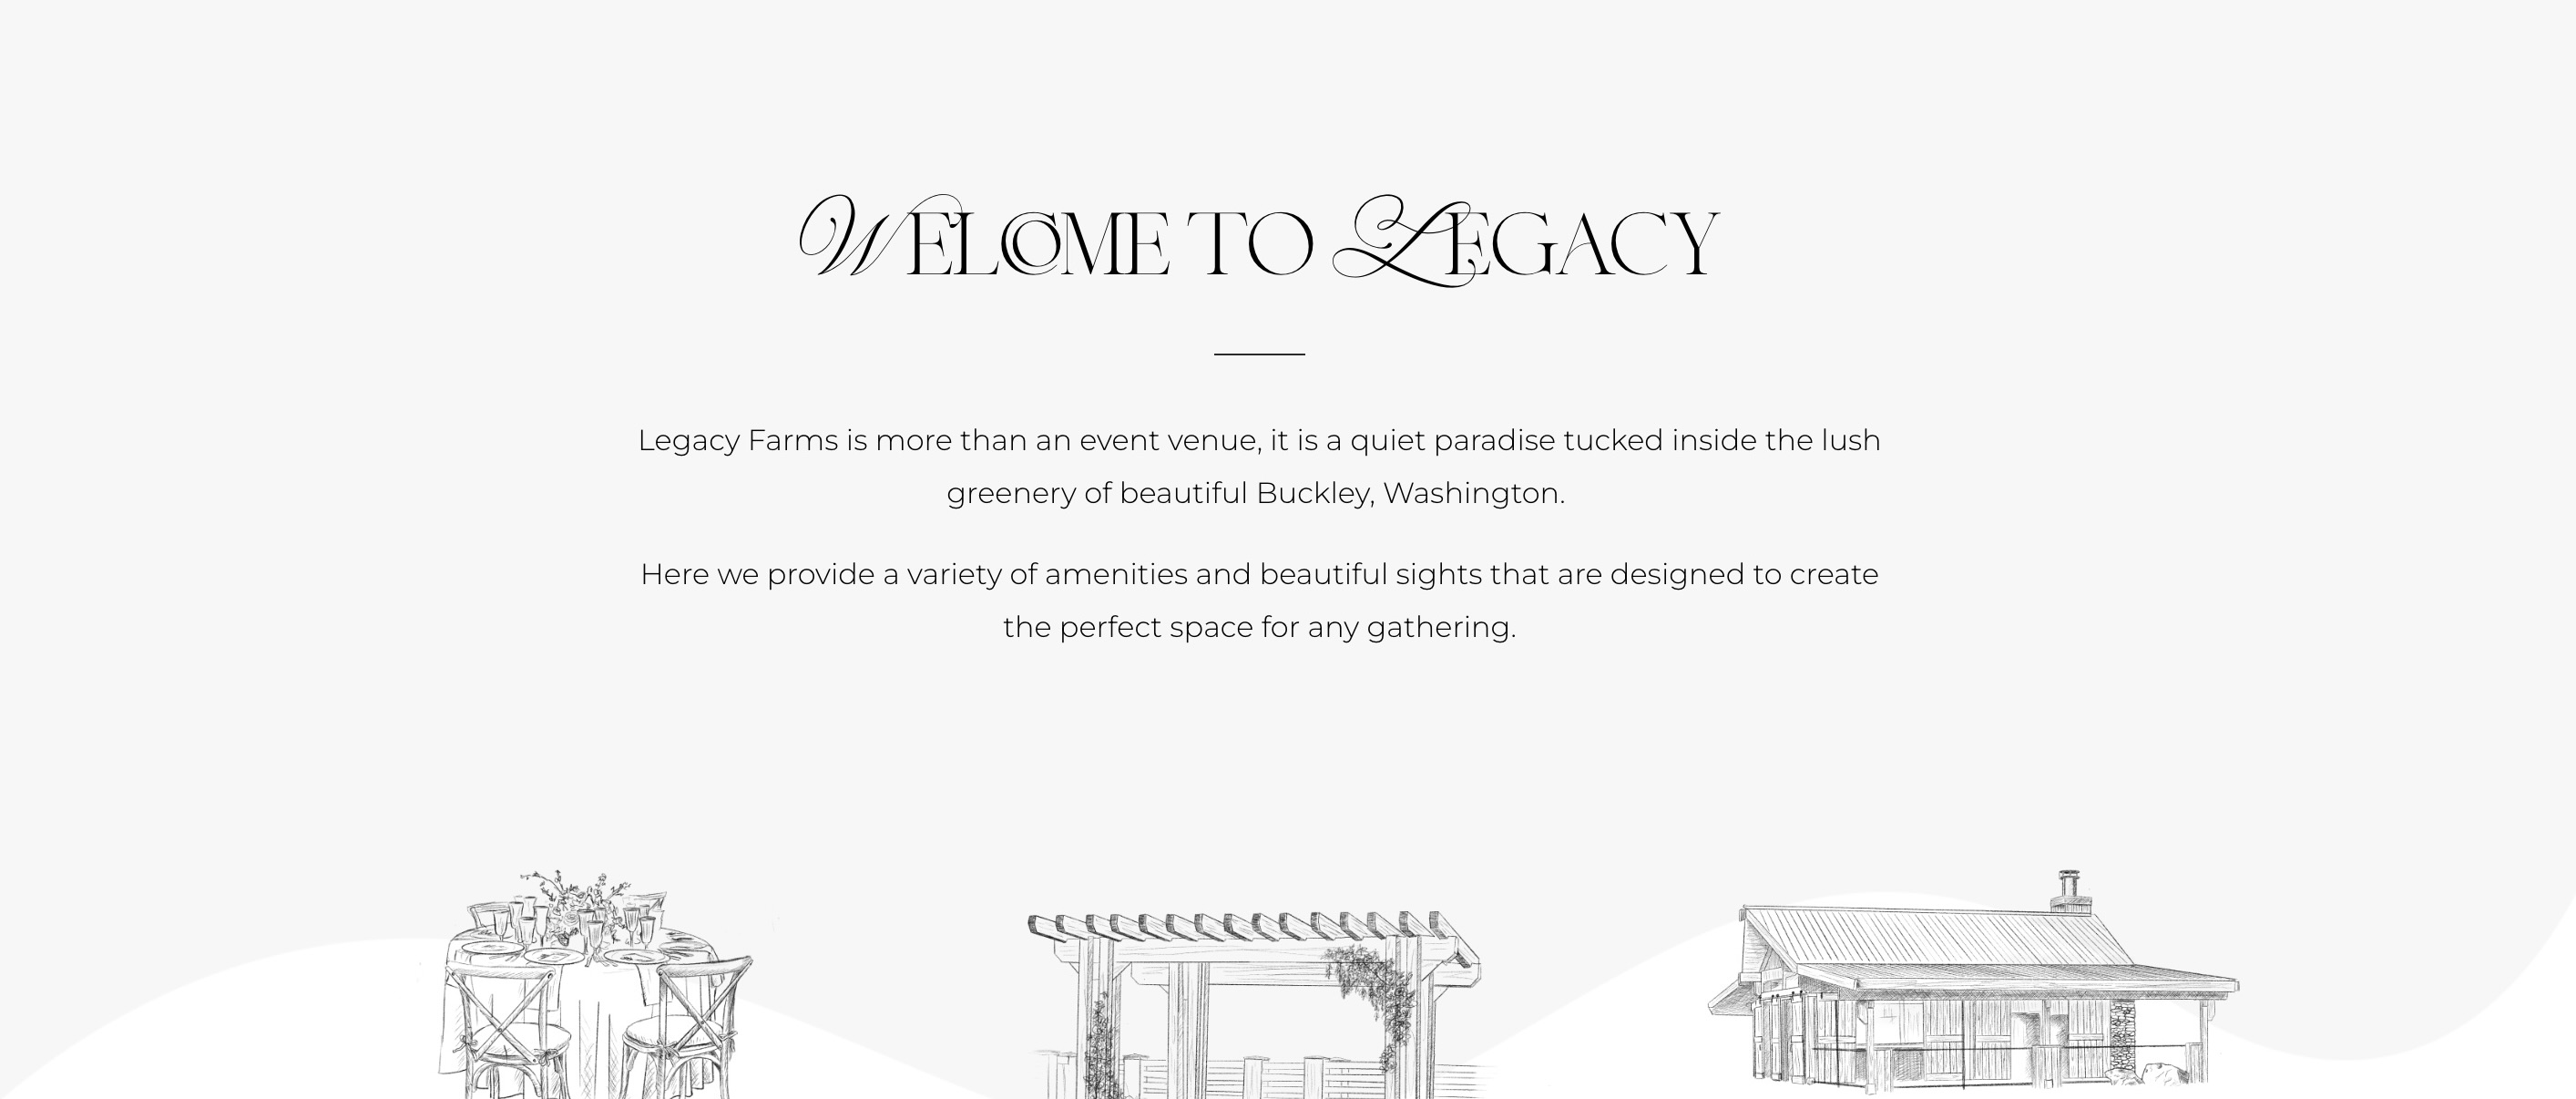 WELCOME TO LEGACY
Legacy Farms is more than an event venue, it is a quiet paradise tucked inside the lush
greenery of beautiful Buckley, Washington.
Here we provide a variety of amenities and beautiful sights that are designed to create
the perfect space for any gathering.